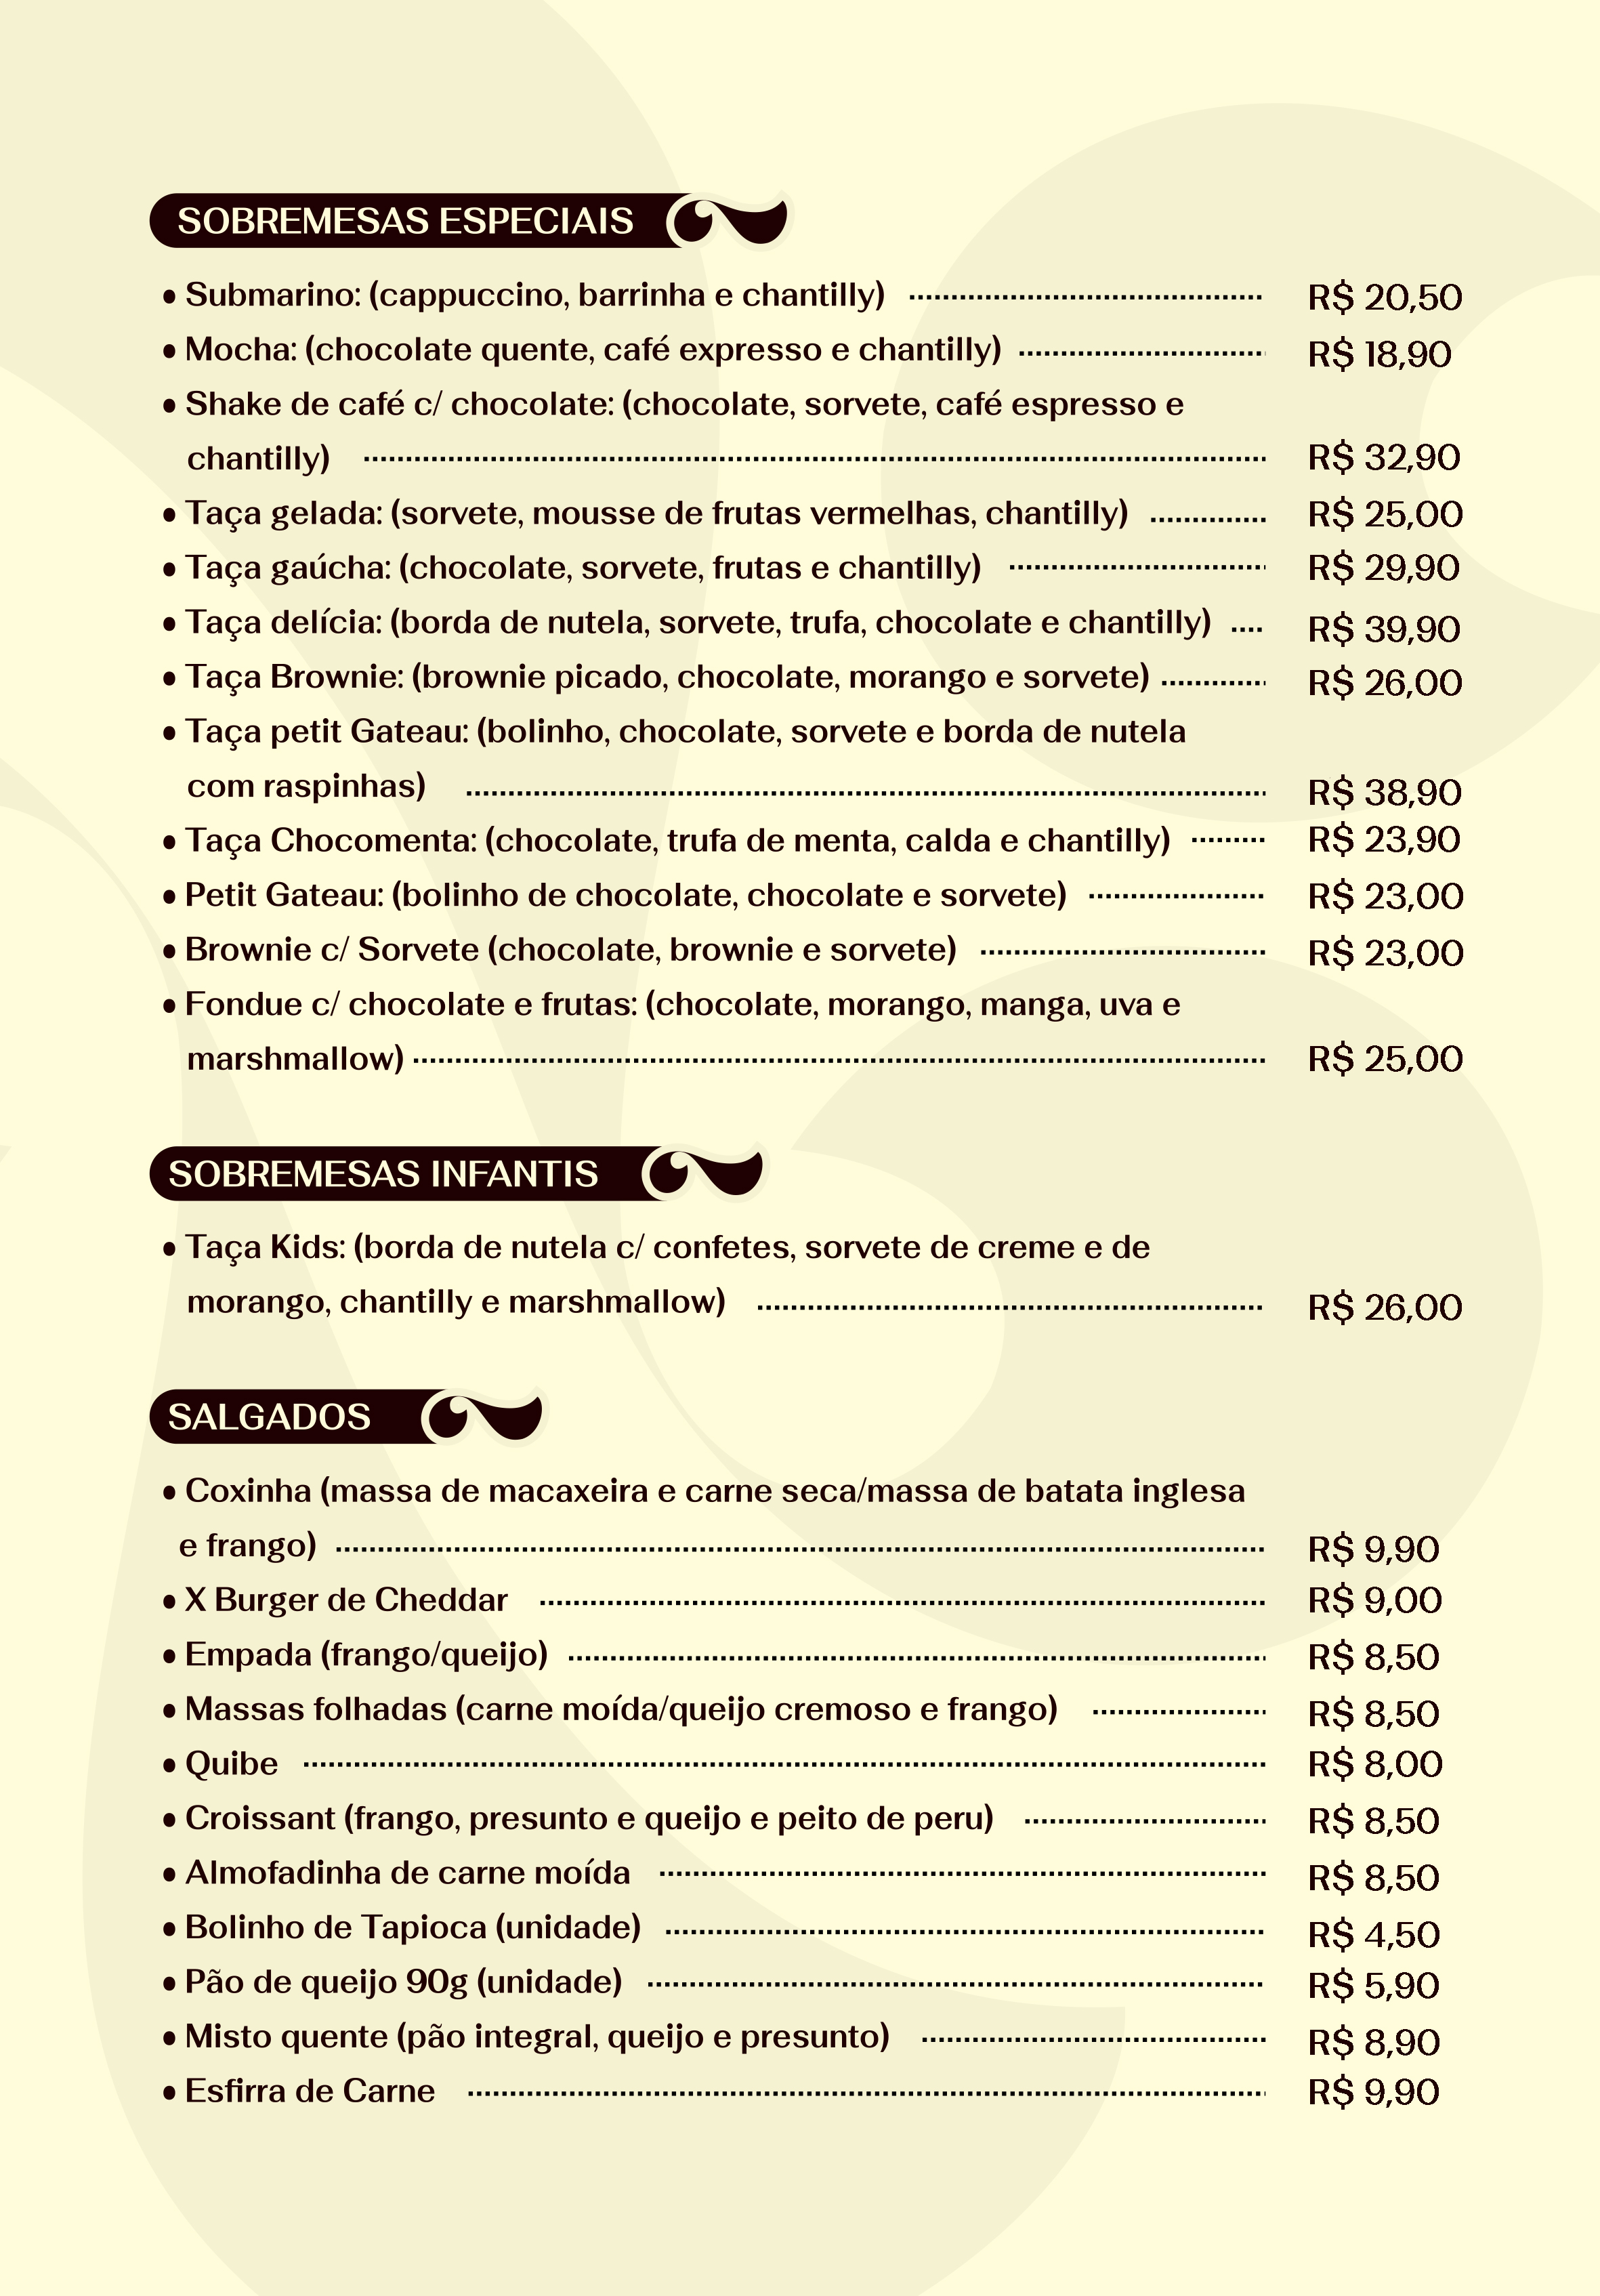 SOBREMESAS ESPECIAIS
• Submarino: (cappuccino, barrinha e chantilly) R$ 20,50
• Mocha: (chocolate quente, café expresso e chantilly) R$ 18,90
• Shake de café c/ chocolate: (chocolate, sorvete, café espresso e
chantilly) R$ 32,90
• Taça gelada: (sorvete, mousse de frutas vermelhas, chantilly) R$ 25,00
• Taça gaúcha: (chocolate, sorvete, frutas e chantilly) R$ 29,90
• Taça delícia: (borda de nutela, sorvete, trufa, chocolate e chantilly) R$ 39,90
• Taça Brownie: (brownie picado, chocolate, morango e sorvete) R$ 26,00
• Taça petit Gateau: (bolinho, chocolate, sorvete e borda de nutela
com raspinhas) R$ 38,90
• Taça Chocomenta: (chocolate, trufa de menta, calda e chantilly) R$ 23,90
• Petit Gateau: (bolinho de chocolate, chocolate e sorvete) R$ 23,00
• Brownie c/ Sorvete (chocolate, brownie e sorvete) R$ 23,00
• Fondue c/ chocolate e frutas: (chocolate, morango, manga, uva e
marshmallow) R$ 25,00
SOBREMESAS INFANTIS
• Taça Kids: (borda de nutela c/ confetes, sorvete de creme e de
morango, chantilly e marshmallow) R$ 26,00
SALGADOS
• Coxinha (massa de macaxeira e carne seca/massa de batata inglesa
e frango) R$ 9,90
• X Burger de Cheddar R$ 9,00
• Empada (frango/queijo) R$ 8,50
• Massas folhadas (carne moída/queijo cremoso e frango) R$ 8,50
• Quibe R$ 8,00
• Croissant (frango, presunto e queijo e peito de peru) R$ 8,50
• Almofadinha de carne moída R$ 8,50
• Bolinho de Tapioca (unidade) R$ 4,50
• Pão de queijo 90g (unidade) R$ 5,90
• Misto quente (pão integral, queijo e presunto) R$ 8,90
• Esfirra de Carne R$ 9,90